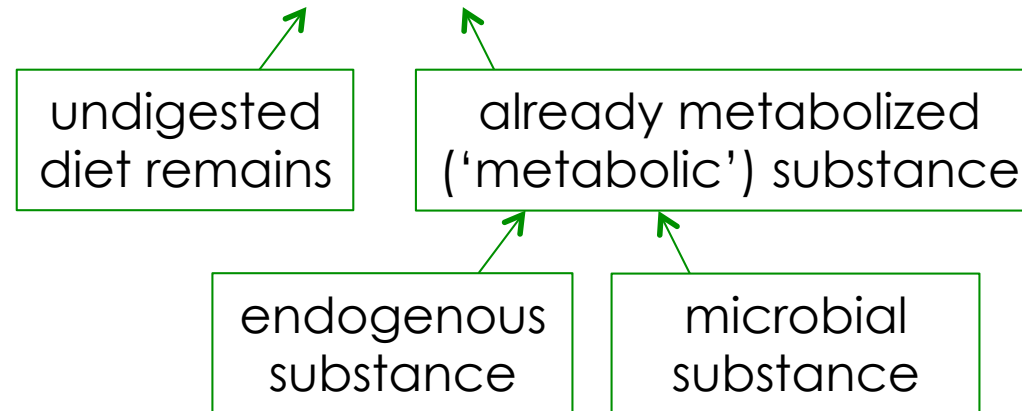 undigested
diet remains
already metabolized
(‘metabolic’) substance
endogenous
substance
microbial
substance